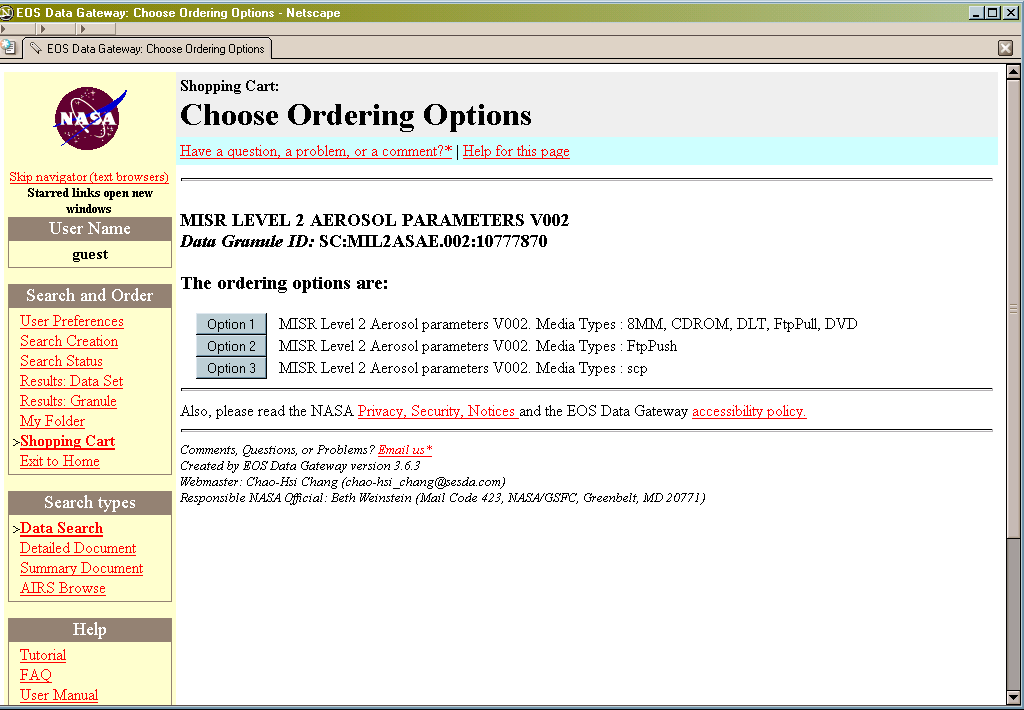 EOS Data Gateway: Choose Ordering Options - Netscape
EOS Data Gateway: Choose Ordering Options
NASA
Skip navigator (text browsers)
Starred links open new
windows
User Name
guest
Search and Order
User Preferences
Search Creation
Search Status
Results: Data Set
Results: Granule
My Folder
>Shopping Cart
Exit to Home
Search types
>Data Search
Detailed Document
Summary Document
AIRS Browse
Help
Tutorial
FAQ
User Manual
Shopping Cart:
Choose Ordering Options
Have a question, a problem, or a comment?* | Help for this page
MISR LEVEL 2 AEROSOL PARAMETERS V002
Data Granule ID: SC:MIL2ASAE.002:10777870
The ordering options are:
Option 1 MISR Level 2 Aerosol parameters V002. Media Types : 8MM, CDROM, DLT, FtpPull, DVD
Option 2 MISR Level 2 Aerosol parameters V002. Media Types : FtpPush
Option 3 MISR Level 2 Aerosol parameters V002. Media Types : scp
Also, please read the NASA Privacy, Security, Notices and the EOS Data Gateway accessibility policy.
Comments, Questions, or Problems? Email us*
Created by EOS Data Gateway version 3.6.3
Webmaster: Chao-Hsi Chang (chao-hsi_chang@sesda.com)
Responsible NASA Official: Beth Weinstein (Mail Code 423, NASA/GSFC, Greenbelt, MD 20771)